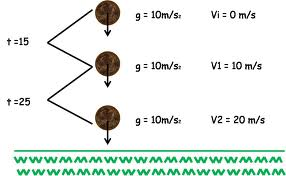 g = 10m/s² Vi = 0 m/s
t =15
g = 10m/s² V1 = 10 m/s
t =25
g = 10m/s² V2 = 20 m/s